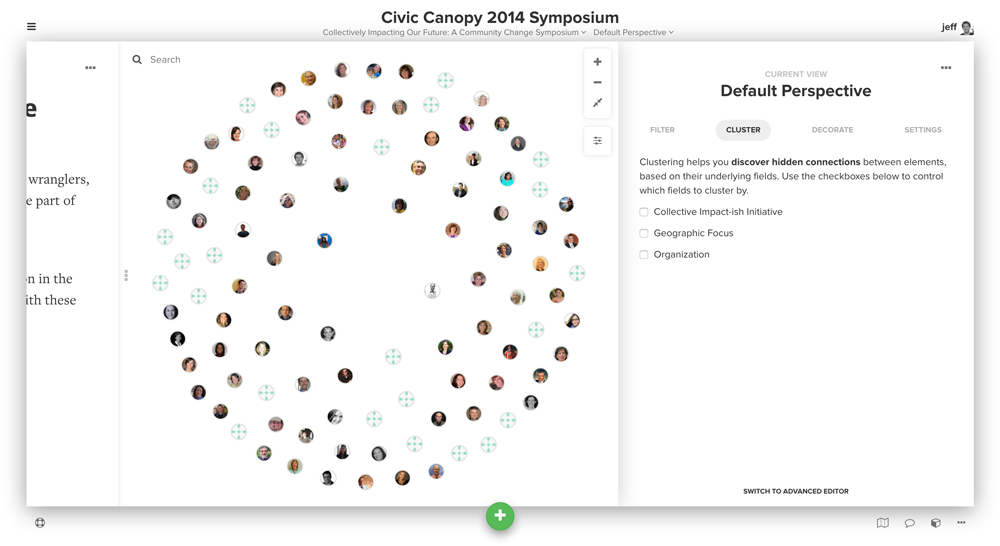 Civic Canopy 2014 Symposium
Collectively Impacting Our Future: A Community Change Symposium Default Perspective
jeff
Search
e
wranglers,
e part of
n in the
ith these
CURRENT VIEW
Default Perspective
FILTER CLUSTER DECORATE SETTINGS
Clustering helps you discover hidden connections between elements,
based on their underlying fields. Use the checkboxes below to control
which fields to cluster by.
Collective Impact-ish Initiative
Geographic Focus
Organization
SWITCH TO ADVANCED EDITOR